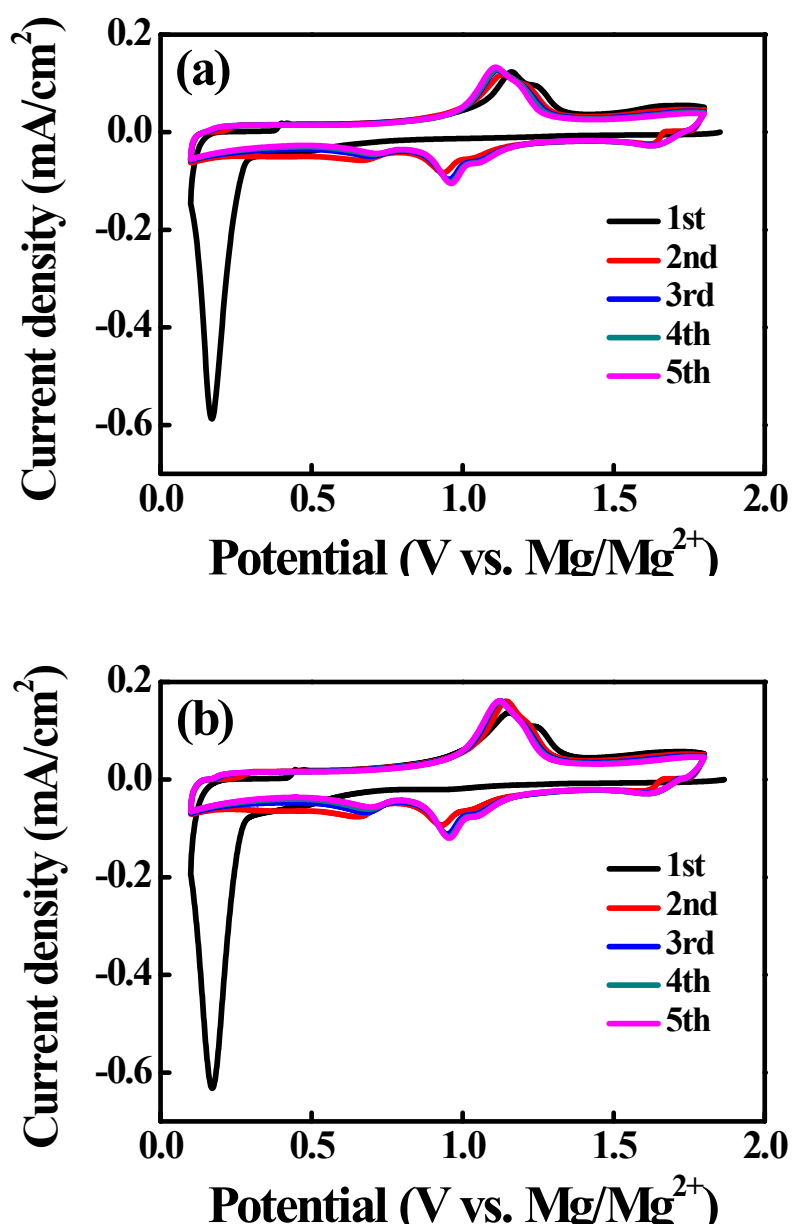 (a)
Current density (mA/cm²)
0.2
0.0
-0.2
-0.4
-0.6
1st
2nd
3rd
4th
5th
0.0 0.5 1.0 1.5 2.0
Potential (V vs. Mg/Mg²⁺)
(b)
Current density (mA/cm²)
0.2
0.0
-0.2
-0.4
-0.6
1st
2nd
3rd
4th
5th
0.0 0.5 1.0 1.5 2.0
Potential (V vs. Mg/Mg²⁺)